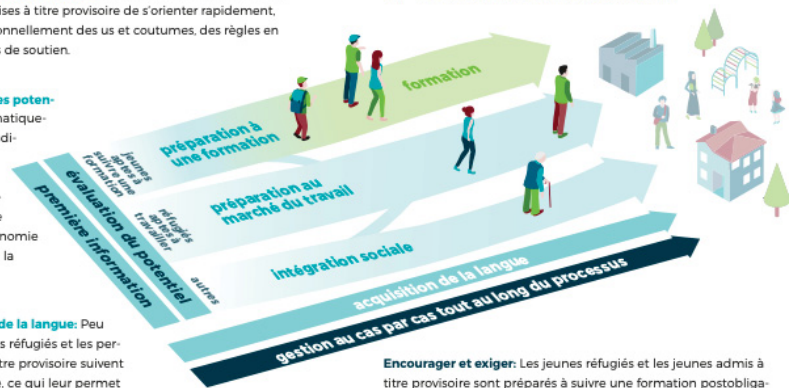 ises à titre provisoire de s'orienter rapidement,
onnellement des us et coutumes, des règles en
s de soutien.
es poten-
natique-
di-
e
onomie
la
de la langue: Peu
s réfugiés et les per-
tre provisoire suivent
, ce qui leur permet
première information
évaluation du potentiel
jeunes
aptes à
suivre une
formation
préparation à
une formation
formation
réfugiés
aptes à
travailler
préparation au
marché du travail
autres
intégration sociale
acquisition de la langue
gestion au cas par cas tout au long du processus
Encourager et exiger: Les jeunes réfugiés et les jeunes admis à
titre provisoire sont préparés à suivre une formation postobliga-